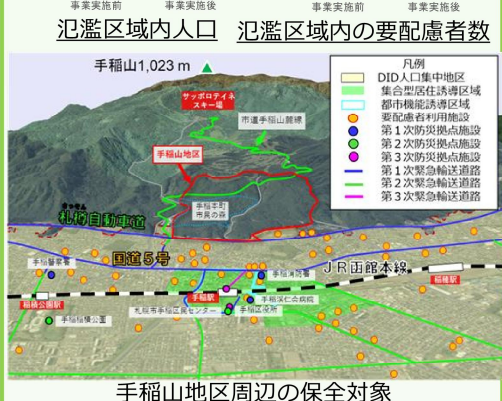 事業実施前 事業実施後 事業実施前 事業実施後
氾濫区域内人口 氾濫区域内の要配慮者数
手稲山1,023 m
サッポロテイネ
スキー場
市道手稲山麓線
手稲山地区
手稲本町
市民の森
札樽自動車道
さっそん
国道5号
手稲警察署
手稲消防署
JR函館本線
稲穂駅
稲積公園駅
手稲駅
手稲渓仁会病院
手稲稲積公園
札幌市手稲区民センター
手稲区役所
凡例
DID人口集中地区
集合型居住誘導区域
都市機能誘導区域
要配慮者利用施設
第1次防災拠点施設
第2次防災拠点施設
第3次防災拠点施設
第1次緊急輸送道路
第2次緊急輸送道路
第3次緊急輸送道路
手稲山地区周辺の保全対象